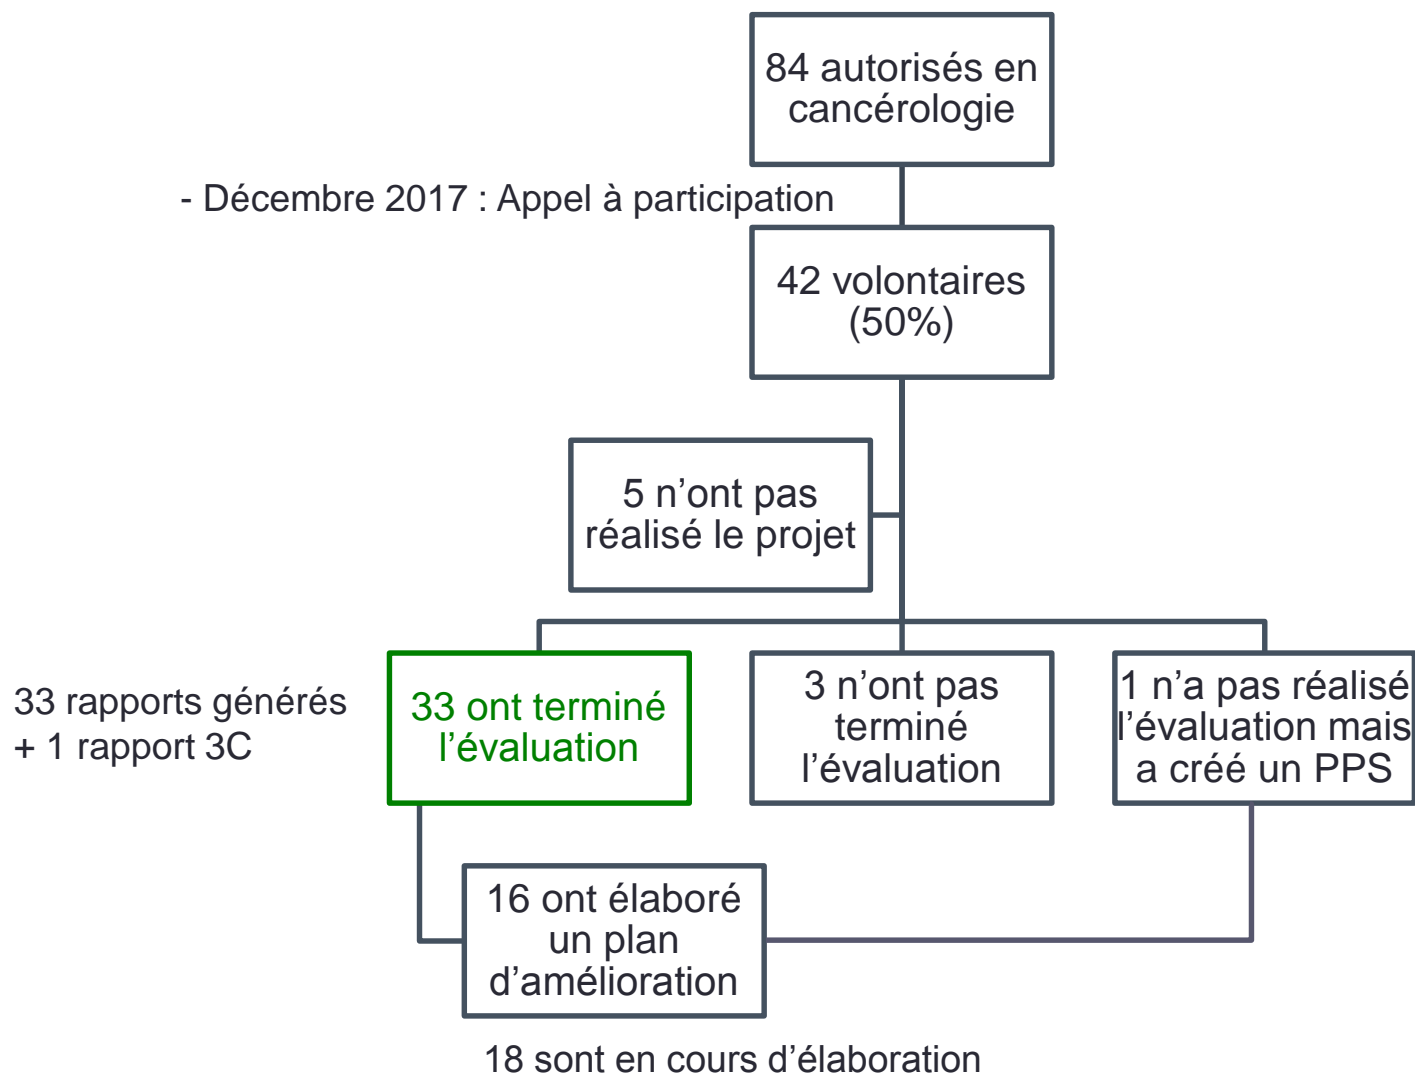 84 autorisés en
cancérologie
- Décembre 2017 : Appel à participation
42 volontaires
(50%)
5 n’ont pas
réalisé le projet
33 rapports générés
+ 1 rapport 3C
33 ont terminé
l’évaluation
3 n’ont pas
terminé
l’évaluation
1 n’a pas réalisé
l’évaluation mais
a créé un PPS
16 ont élaboré
un plan
d’amélioration
18 sont en cours d’élaboration